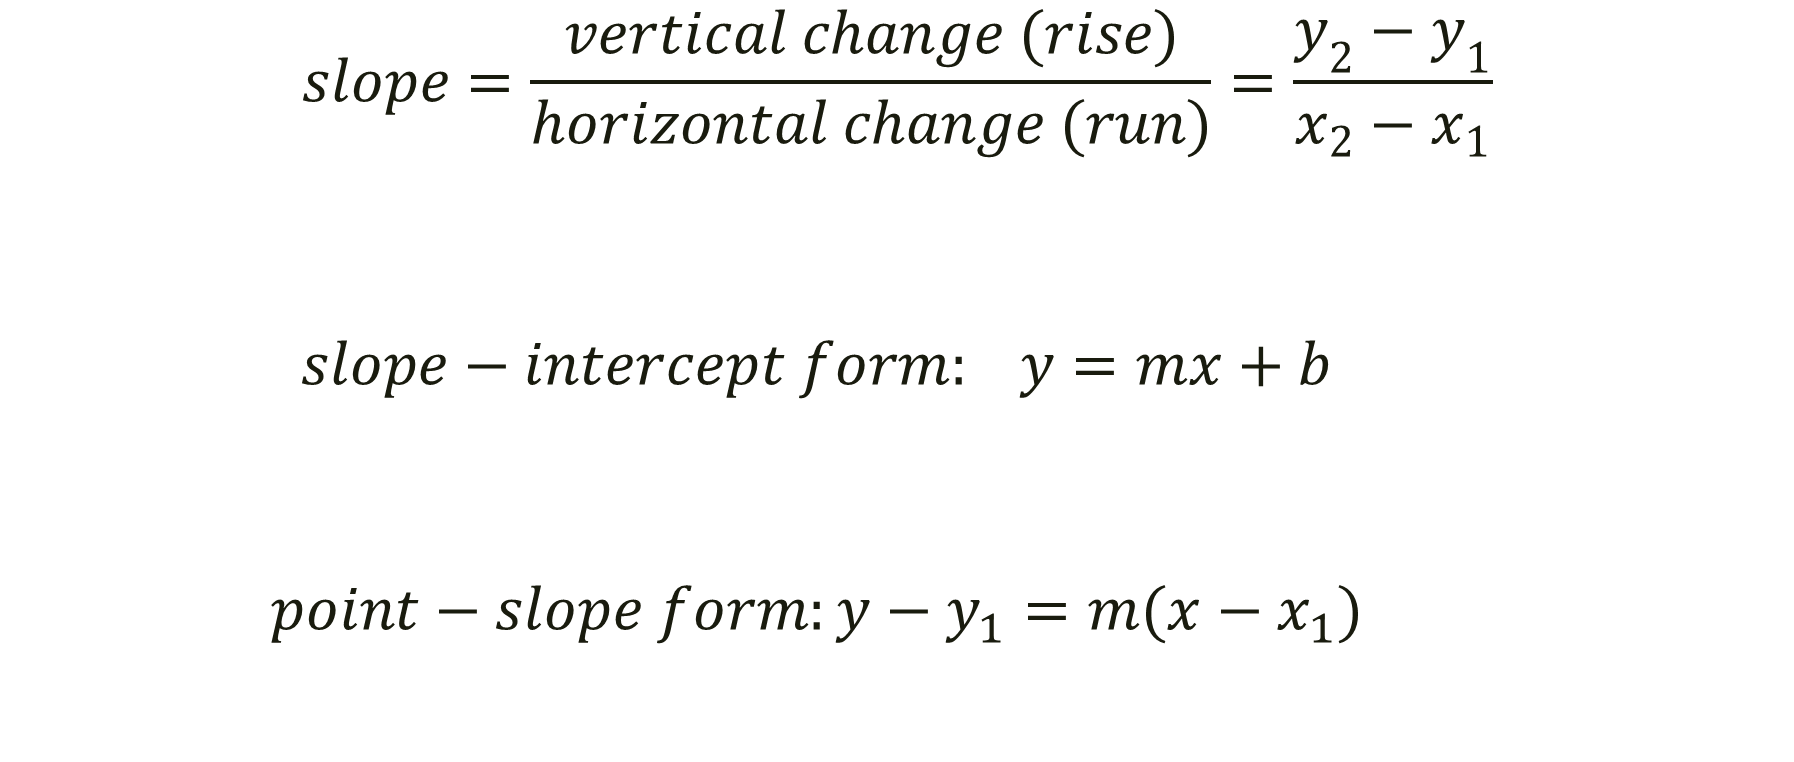 slope = vertical change (rise) / horizontal change (run) = y₂ − y₁ / x₂ − x₁
slope − intercept form: y = mx + b
point − slope form: y − y₁ = m(x − x₁)